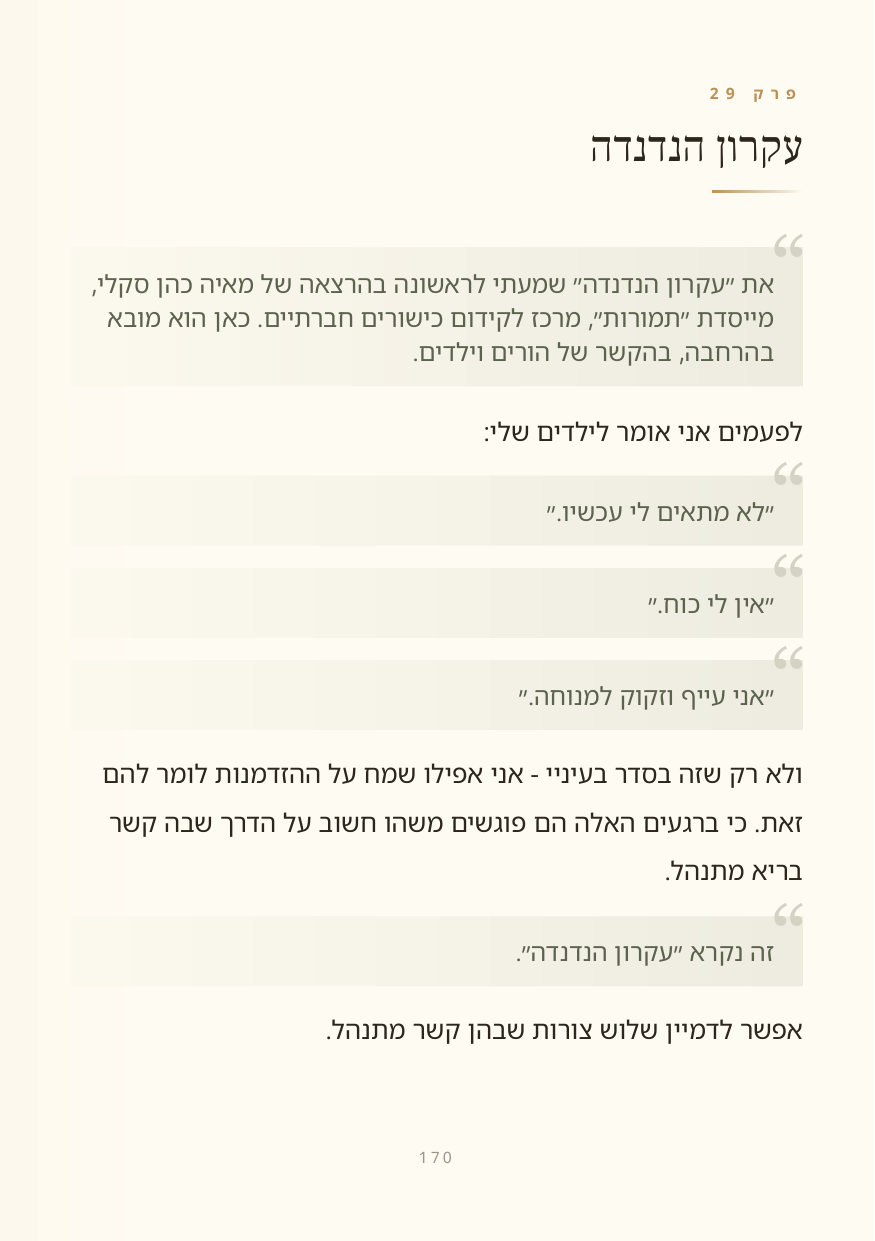 פרק 29
עקרון הנדנדה
“
את ״עקרון הנדנדה״ שמעתי לראשונה בהרצאה של מאיה כהן סקלי,
מייסדת ״תמורות״, מרכז לקידום כישורים חברתיים. כאן הוא מובא
בהרחבה, בהקשר של הורים וילדים.
לפעמים אני אומר לילדים שלי:
“
״לא מתאים לי עכשיו.״
“
״אין לי כוח.״
“
״אני עייף וזקוק למנוחה.״
ולא רק שזה בסדר בעיניי - אני אפילו שמח על ההזדמנות לומר להם
זאת. כי ברגעים האלה הם פוגשים משהו חשוב על הדרך שבה קשר
בריא מתנהל.
“
זה נקרא ״עקרון הנדנדה״.
אפשר לדמיין שלוש צורות שבהן קשר מתנהל.
170